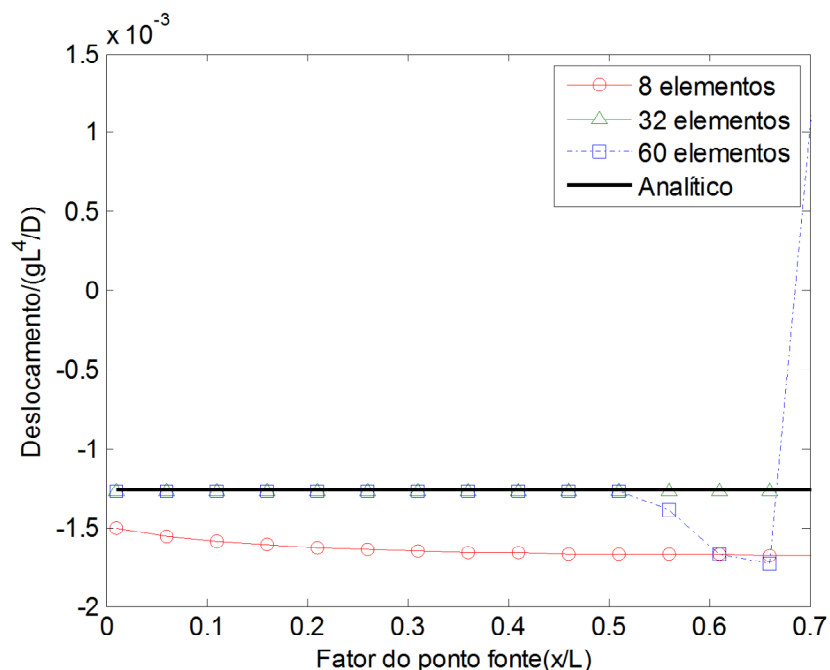 x 10⁻³
1.5
1
0.5
0
-0.5
-1
-1.5
-2
Deslocamento/(gL⁴/D)
8 elementos
32 elementos
60 elementos
Analítico
0 0.1 0.2 0.3 0.4 0.5 0.6 0.7
Fator do ponto fonte(x/L)